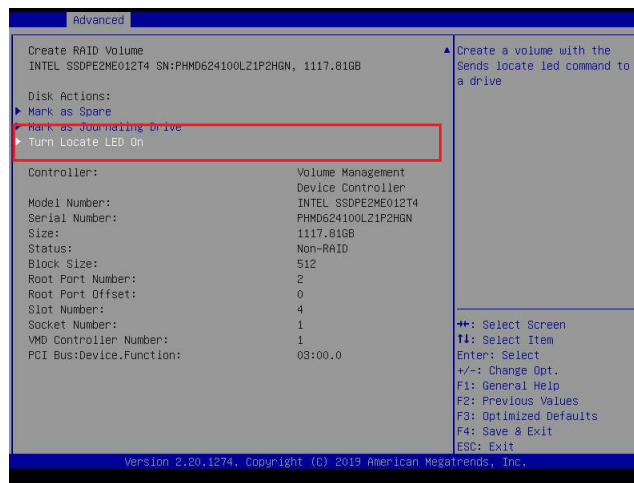 Advanced
Create RAID Volume
INTEL SSDPE2ME012T4 SN:PHMD624100LZ1P2HGN, 1117.81GB
Disk Actions:
Mark as Spare
Mark as Journaling Drive
Turn Locate LED On
Controller: Volume Management
Device Controller
Model Number: INTEL SSDPE2ME012T4
Serial Number: PHMD624100LZ1P2HGN
Size: 1117.81GB
Status: Non-RAID
Block Size: 512
Root Port Number: 2
Root Port Offset: 0
Slot Number: 4
Socket Number: 1
VMD Controller Number: 1
PCI Bus:Device.Function: 03:00.0
Create a volume with the
Sends locate led command to
a drive
→←: Select Screen
↑↓: Select Item
Enter: Select
+/-: Change Opt.
F1: General Help
F2: Previous Values
F3: Optimized Defaults
F4: Save & Exit
ESC: Exit
Version 2.20.1274. Copyright (C) 2019 American Megatrends, Inc.